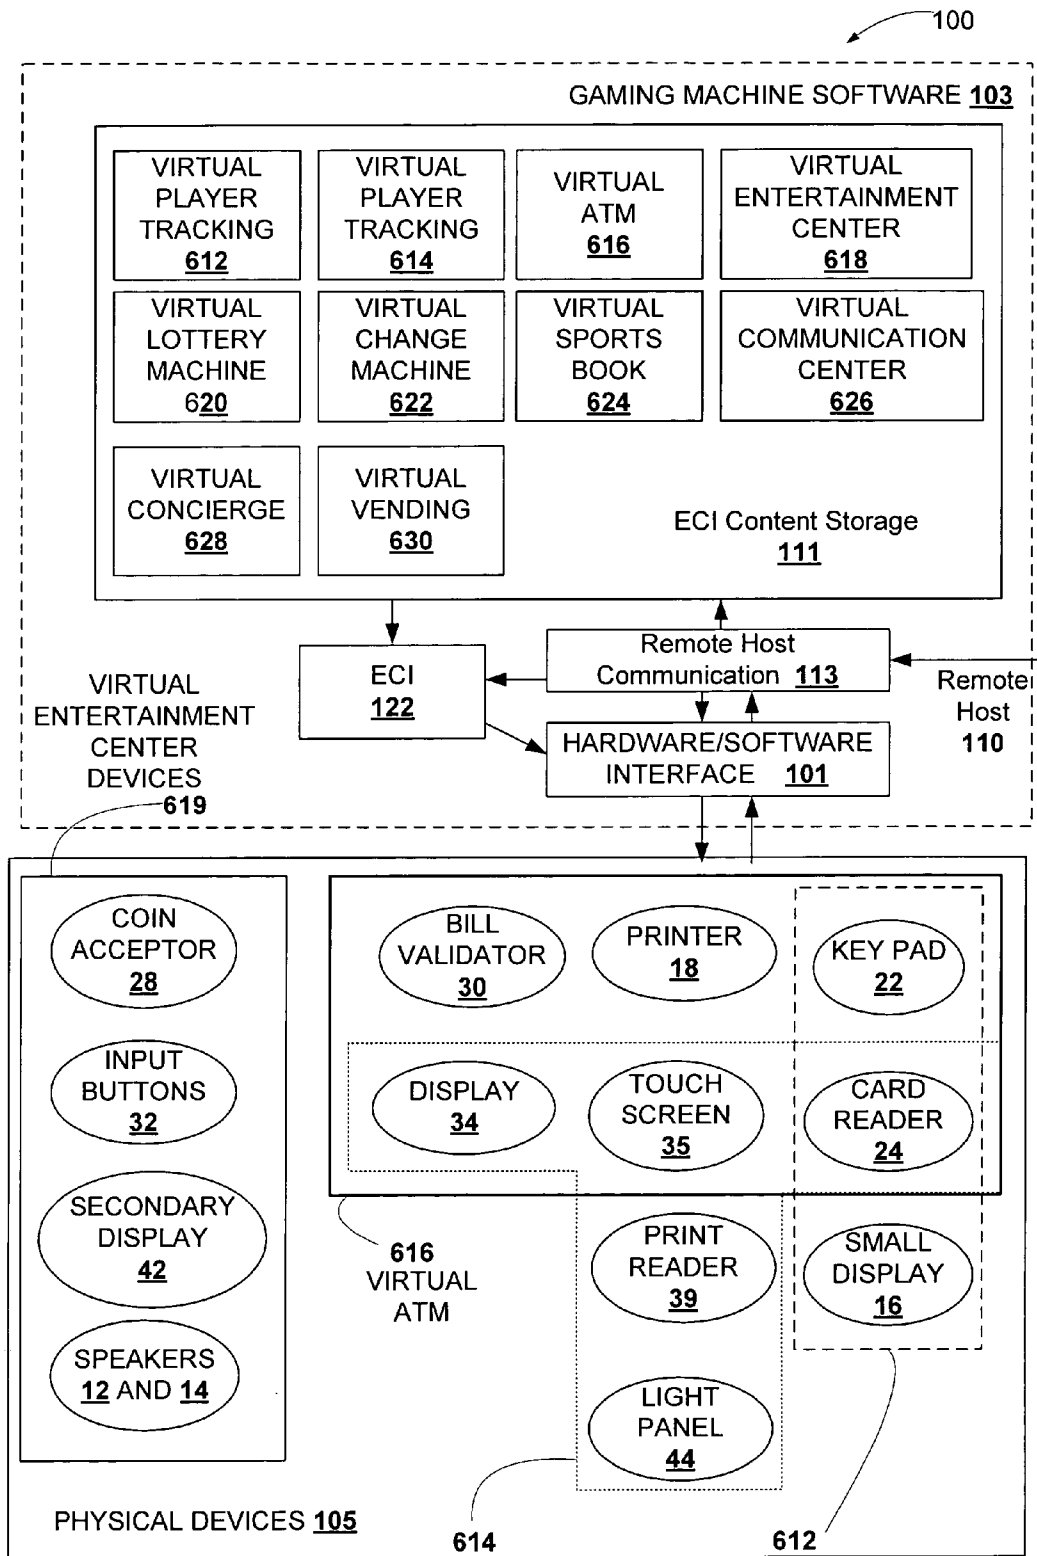 100
GAMING MACHINE SOFTWARE 103
VIRTUAL
PLAYER
TRACKING
612
VIRTUAL
PLAYER
TRACKING
614
VIRTUAL
ATM
616
VIRTUAL
ENTERTAINMENT
CENTER
618
VIRTUAL
LOTTERY
MACHINE
620
VIRTUAL
CHANGE
MACHINE
622
VIRTUAL
SPORTS
BOOK
624
VIRTUAL
COMMUNICATION
CENTER
626
VIRTUAL
CONCIERGE
628
VIRTUAL
VENDING
630
ECI Content Storage
111
ECI
122
Remote Host
Communication 113
Remote
Host
110
HARDWARE/SOFTWARE
INTERFACE 101
VIRTUAL
ENTERTAINMENT
CENTER
DEVICES
619
COIN
ACCEPTOR
28
INPUT
BUTTONS
32
SECONDARY
DISPLAY
42
SPEAKERS
12 AND 14
BILL
VALIDATOR
30
PRINTER
18
KEY PAD
22
DISPLAY
34
TOUCH
SCREEN
35
CARD
READER
24
616
VIRTUAL
ATM
PRINT
READER
39
SMALL
DISPLAY
16
LIGHT
PANEL
44
PHYSICAL DEVICES 105
614
612